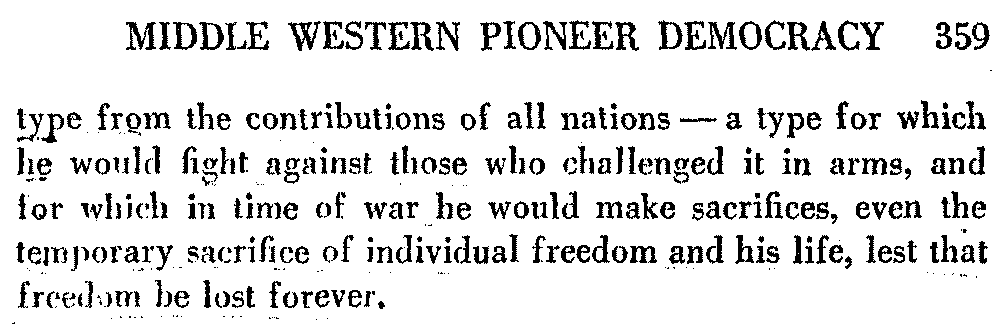 MIDDLE WESTERN PIONEER DEMOCRACY 359
type from the contributions of all nations — a type for which
he would fight against those who challenged it in arms, and
for which in time of war he would make sacrifices, even the
temporary sacrifice of individual freedom and his life, lest that
freedom be lost forever.